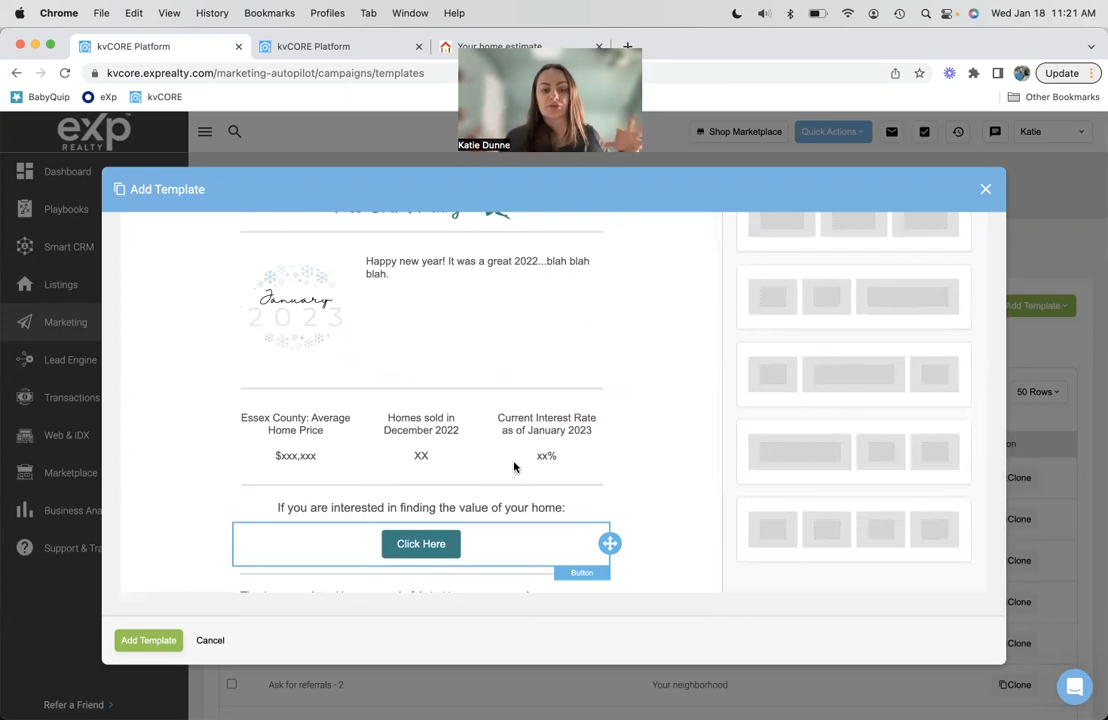 Chrome File Edit View History Bookmarks Profiles Tab Window Help Wed Jan 18 11:21 AM
kvCORE Platform kvCORE Platform Your home estimate
kvcore.exprealty.com/marketing-autopilot/campaigns/templates Update
BabyQuip eXp kvCORE Other Bookmarks
Katie Dunne
exp
REALTY
Shop Marketplace Quick Actions Katie
Dashboard
Playbooks
Smart CRM
Listings
Marketing
Lead Engine
Transactions
Web & IDX
Marketplace
Business Ana
Support & Tra
Refer a Friend
Add Template
Happy new year! It was a great 2022...blah blah
blah.
January
2023
Essex County: Average
Home Price
$xxx,xxx
Homes sold in
December 2022
XX
Current Interest Rate
as of January 2023
xx%
If you are interested in finding the value of your home:
Click Here
Button
Add Template Cancel
Add Template
50 Rows
on
Clone
Clone
Clone
Clone
Clone
Ask for referrals - 2 Your neighborhood Clone